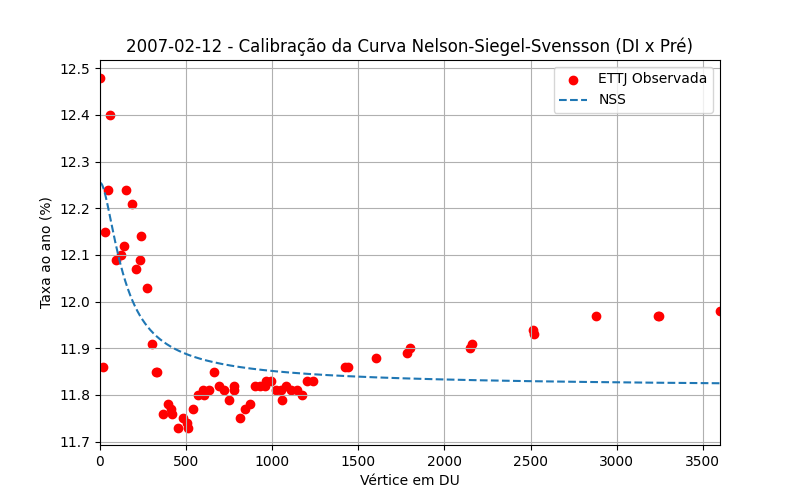 2007-02-12 - Calibração da Curva Nelson-Siegel-Svensson (DI x Pré)
ETTJ Observada
NSS
Taxa ao ano (%)
12.5
12.4
12.3
12.2
12.1
12.0
11.9
11.8
11.7
0 500 1000 1500 2000 2500 3000 3500
Vértice em DU